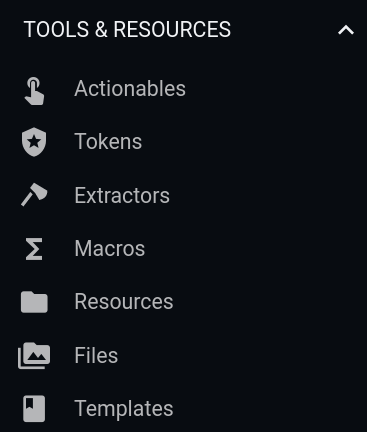 TOOLS & RESOURCES
Actionables
Tokens
Extractors
Macros
Resources
Files
Templates